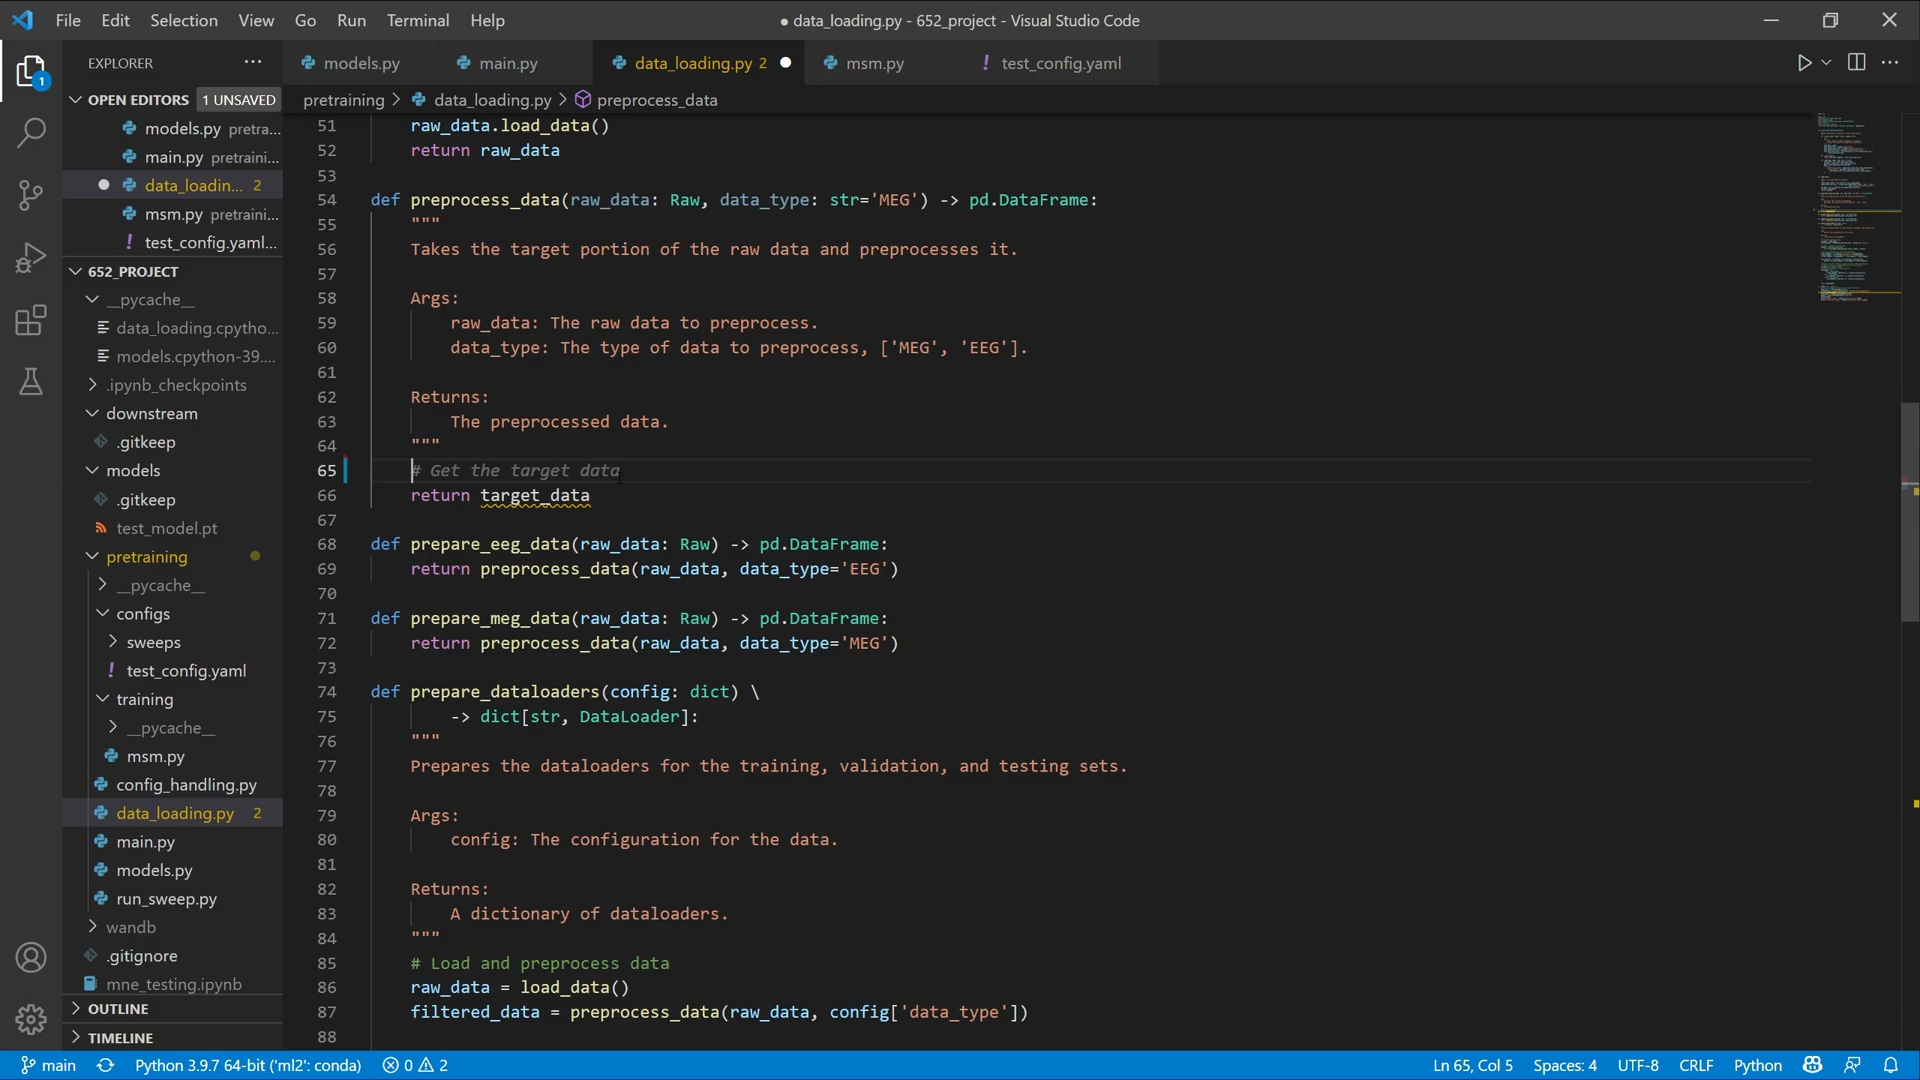 File Edit Selection View Go Run Terminal Help
● data_loading.py - 652_project - Visual Studio Code
EXPLORER
models.py
main.py
data_loading.py 2
msm.py
! test_config.yaml
OPEN EDITORS 1 UNSAVED
models.py pretra...
main.py pretraini...
data_loadin... 2
msm.py pretraini...
! test_config.yaml...
652_PROJECT
__pycache__
data_loading.cpytho...
models.cpython-39....
.ipynb_checkpoints
downstream
.gitkeep
models
.gitkeep
test_model.pt
pretraining
__pycache__
configs
sweeps
! test_config.yaml
training
__pycache__
msm.py
config_handling.py
data_loading.py 2
main.py
models.py
run_sweep.py
wandb
.gitignore
mne_testing.ipynb
OUTLINE
TIMELINE
1
pretraining > data_loading.py > preprocess_data
51 raw_data.load_data()
52 return raw_data
53
54 def preprocess_data(raw_data: Raw, data_type: str='MEG') -> pd.DataFrame:
55 """
56 Takes the target portion of the raw data and preprocesses it.
57
58 Args:
59 raw_data: The raw data to preprocess.
60 data_type: The type of data to preprocess, ['MEG', 'EEG'].
61
62 Returns:
63 The preprocessed data.
64 """
65 # Get the target data
66 return target_data
67
68 def prepare_eeg_data(raw_data: Raw) -> pd.DataFrame:
69 return preprocess_data(raw_data, data_type='EEG')
70
71 def prepare_meg_data(raw_data: Raw) -> pd.DataFrame:
72 return preprocess_data(raw_data, data_type='MEG')
73
74 def prepare_dataloaders(config: dict) \
75 -> dict[str, DataLoader]:
76 """
77 Prepares the dataloaders for the training, validation, and testing sets.
78
79 Args:
80 config: The configuration for the data.
81
82 Returns:
83 A dictionary of dataloaders.
84 """
85 # Load and preprocess data
86 raw_data = load_data()
87 filtered_data = preprocess_data(raw_data, config['data_type'])
88
main Python 3.9.7 64-bit ('ml2': conda) 0 2 Ln 65, Col 5 Spaces: 4 UTF-8 CRLF Python